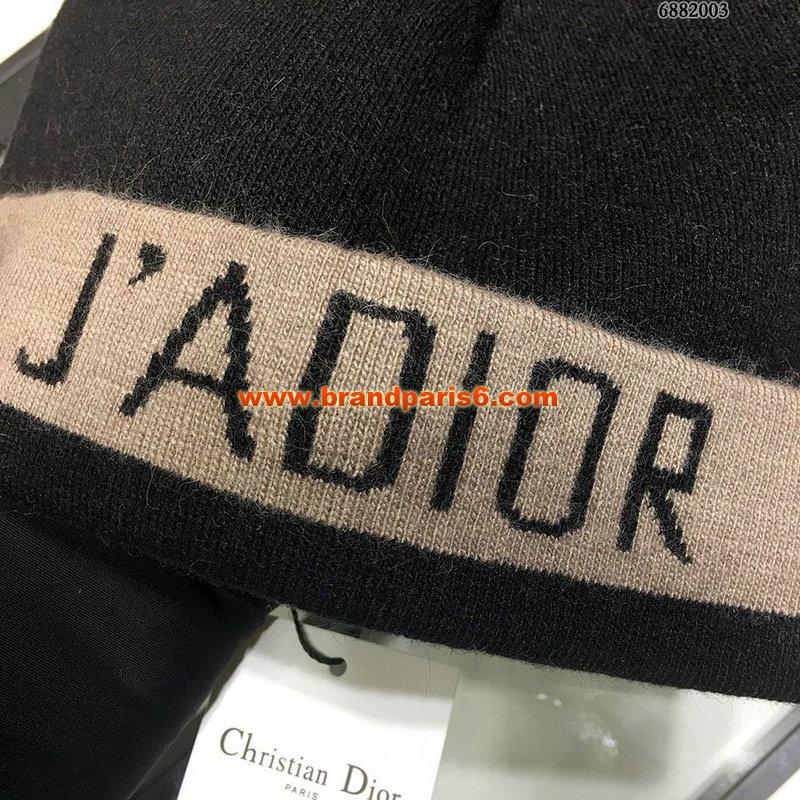 6882003
J'ADIOR
www.brandparis6.com
Christian Dior
PARIS